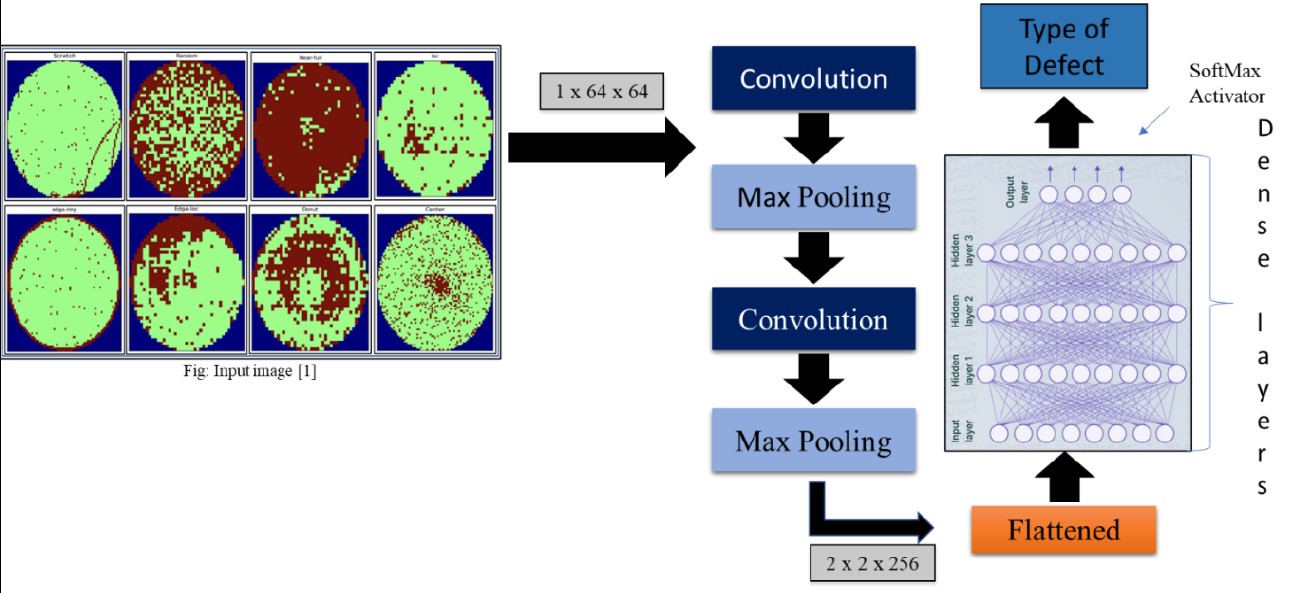 Scratch
Random
Near-ful
loc
edge-ring
Edge-loc
Donut
Center
Fig: Input image [1]
1 x 64 x 64
Convolution
Max Pooling
Convolution
Max Pooling
2 x 2 x 256
Flattened
Input
layer
Hidden
layer 1
Hidden
layer 2
Hidden
layer 3
Output
layer
Type of
Defect
SoftMax
Activator
Dense layers